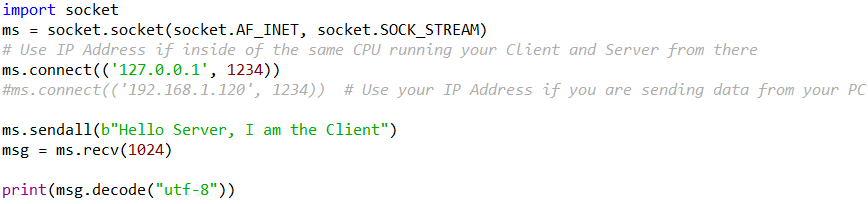 import socket
ms = socket.socket(socket.AF_INET, socket.SOCK_STREAM)
# Use IP Address if inside of the same CPU running your Client and Server from there
ms.connect(('127.0.0.1', 1234))
#ms.connect(('192.168.1.120', 1234))  # Use your IP Address if you are sending data from your PC
ms.sendall(b"Hello Server, I am the Client")
msg = ms.recv(1024)
print(msg.decode("utf-8"))